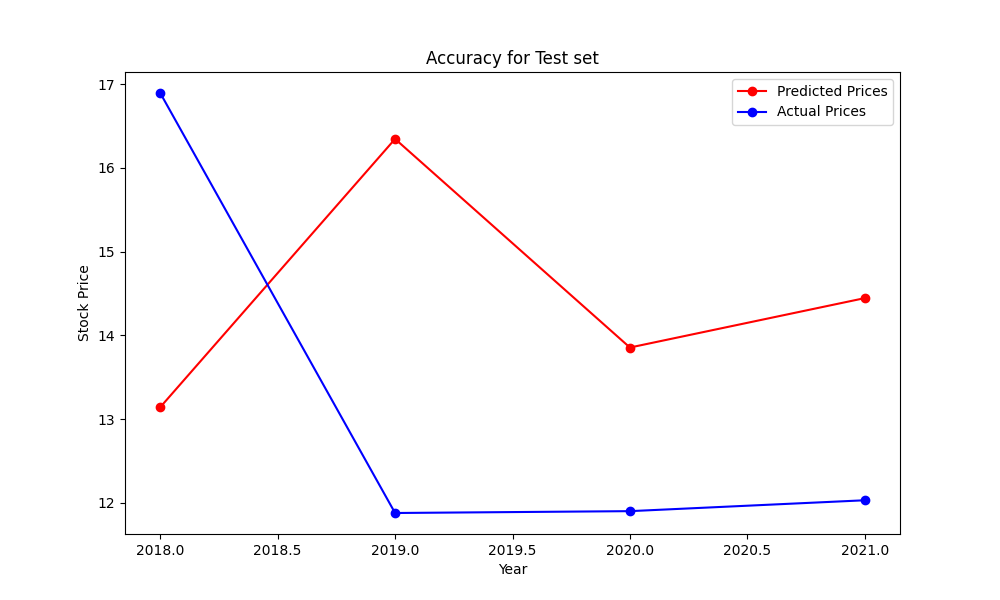 Accuracy for Test set
Predicted Prices
Actual Prices
17
16
15
14
13
12
Stock Price
2018.0 2018.5 2019.0 2019.5 2020.0 2020.5 2021.0
Year